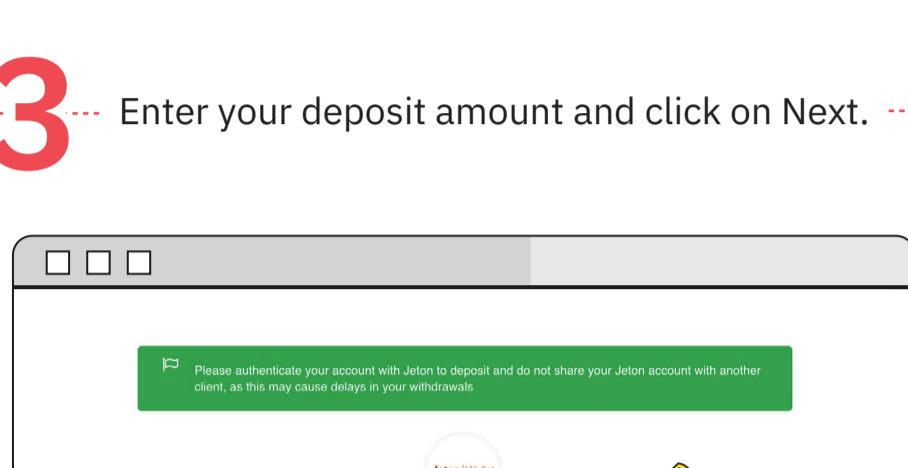 3 Enter your deposit amount and click on Next.
Please authenticate your account with Jeton to deposit and do not share your Jeton account with another
client, as this may cause delays in your withdrawals